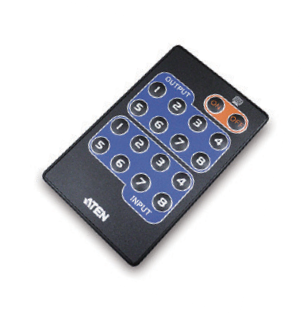 OUTPUT
ON OFF
1 2 3 4
5 6 7 8
1 2 3 4
5 6 7 8
INPUT
ATEN